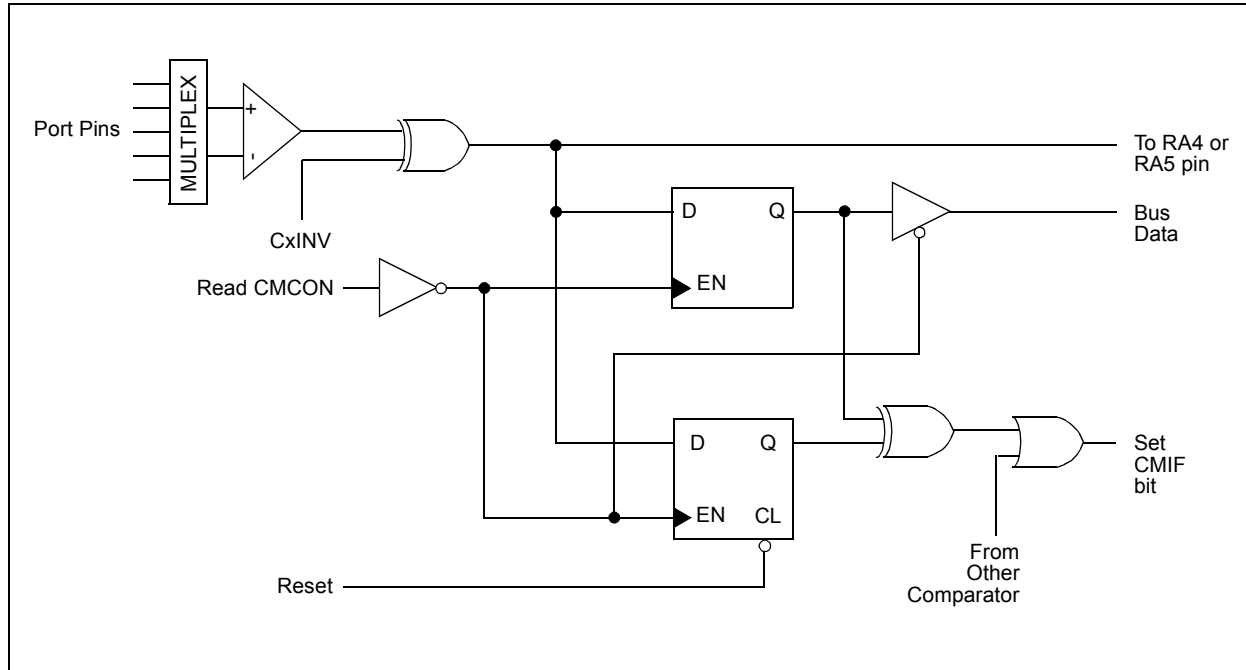 MULTIPLEX
+
-
Port Pins
CxINV
To RA4 or
RA5 pin
D
Q
EN
Bus
Data
Read CMCON
D
Q
EN
CL
Set
CMIF
bit
From
Other
Comparator
Reset